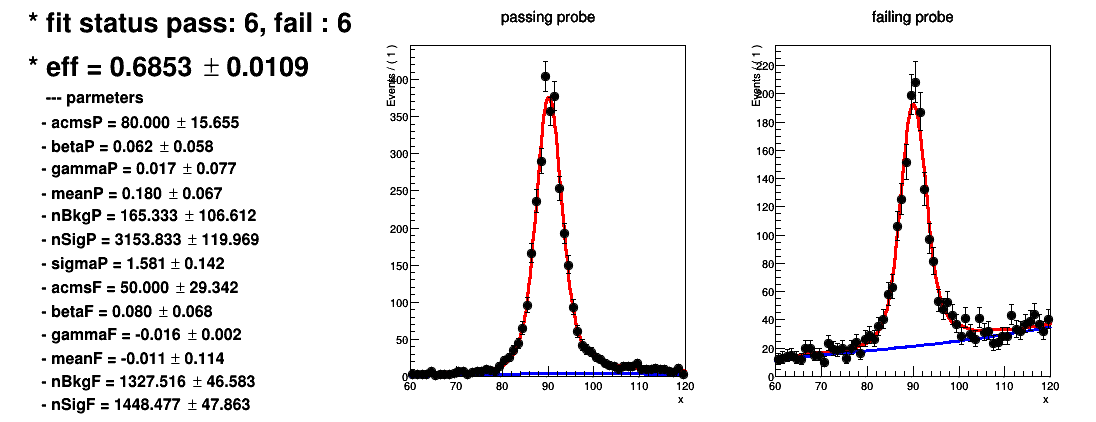 * fit status pass: 6, fail : 6
* eff = 0.6853 ± 0.0109
--- parmeters
- acmsP = 80.000 ± 15.655
- betaP = 0.062 ± 0.058
- gammaP = 0.017 ± 0.077
- meanP = 0.180 ± 0.067
- nBkgP = 165.333 ± 106.612
- nSigP = 3153.833 ± 119.969
- sigmaP = 1.581 ± 0.142
- acmsF = 50.000 ± 29.342
- betaF = 0.080 ± 0.068
- gammaF = -0.016 ± 0.002
- meanF = -0.011 ± 0.114
- nBkgF = 1327.516 ± 46.583
- nSigF = 1448.477 ± 47.863
passing probe
Events / ( 1 )
400
350
300
250
200
150
100
50
0
60 70 80 90 100 110 120
x
failing probe
Events / ( 1 )
220
200
180
160
140
120
100
80
60
40
20
0
60 70 80 90 100 110 120
x